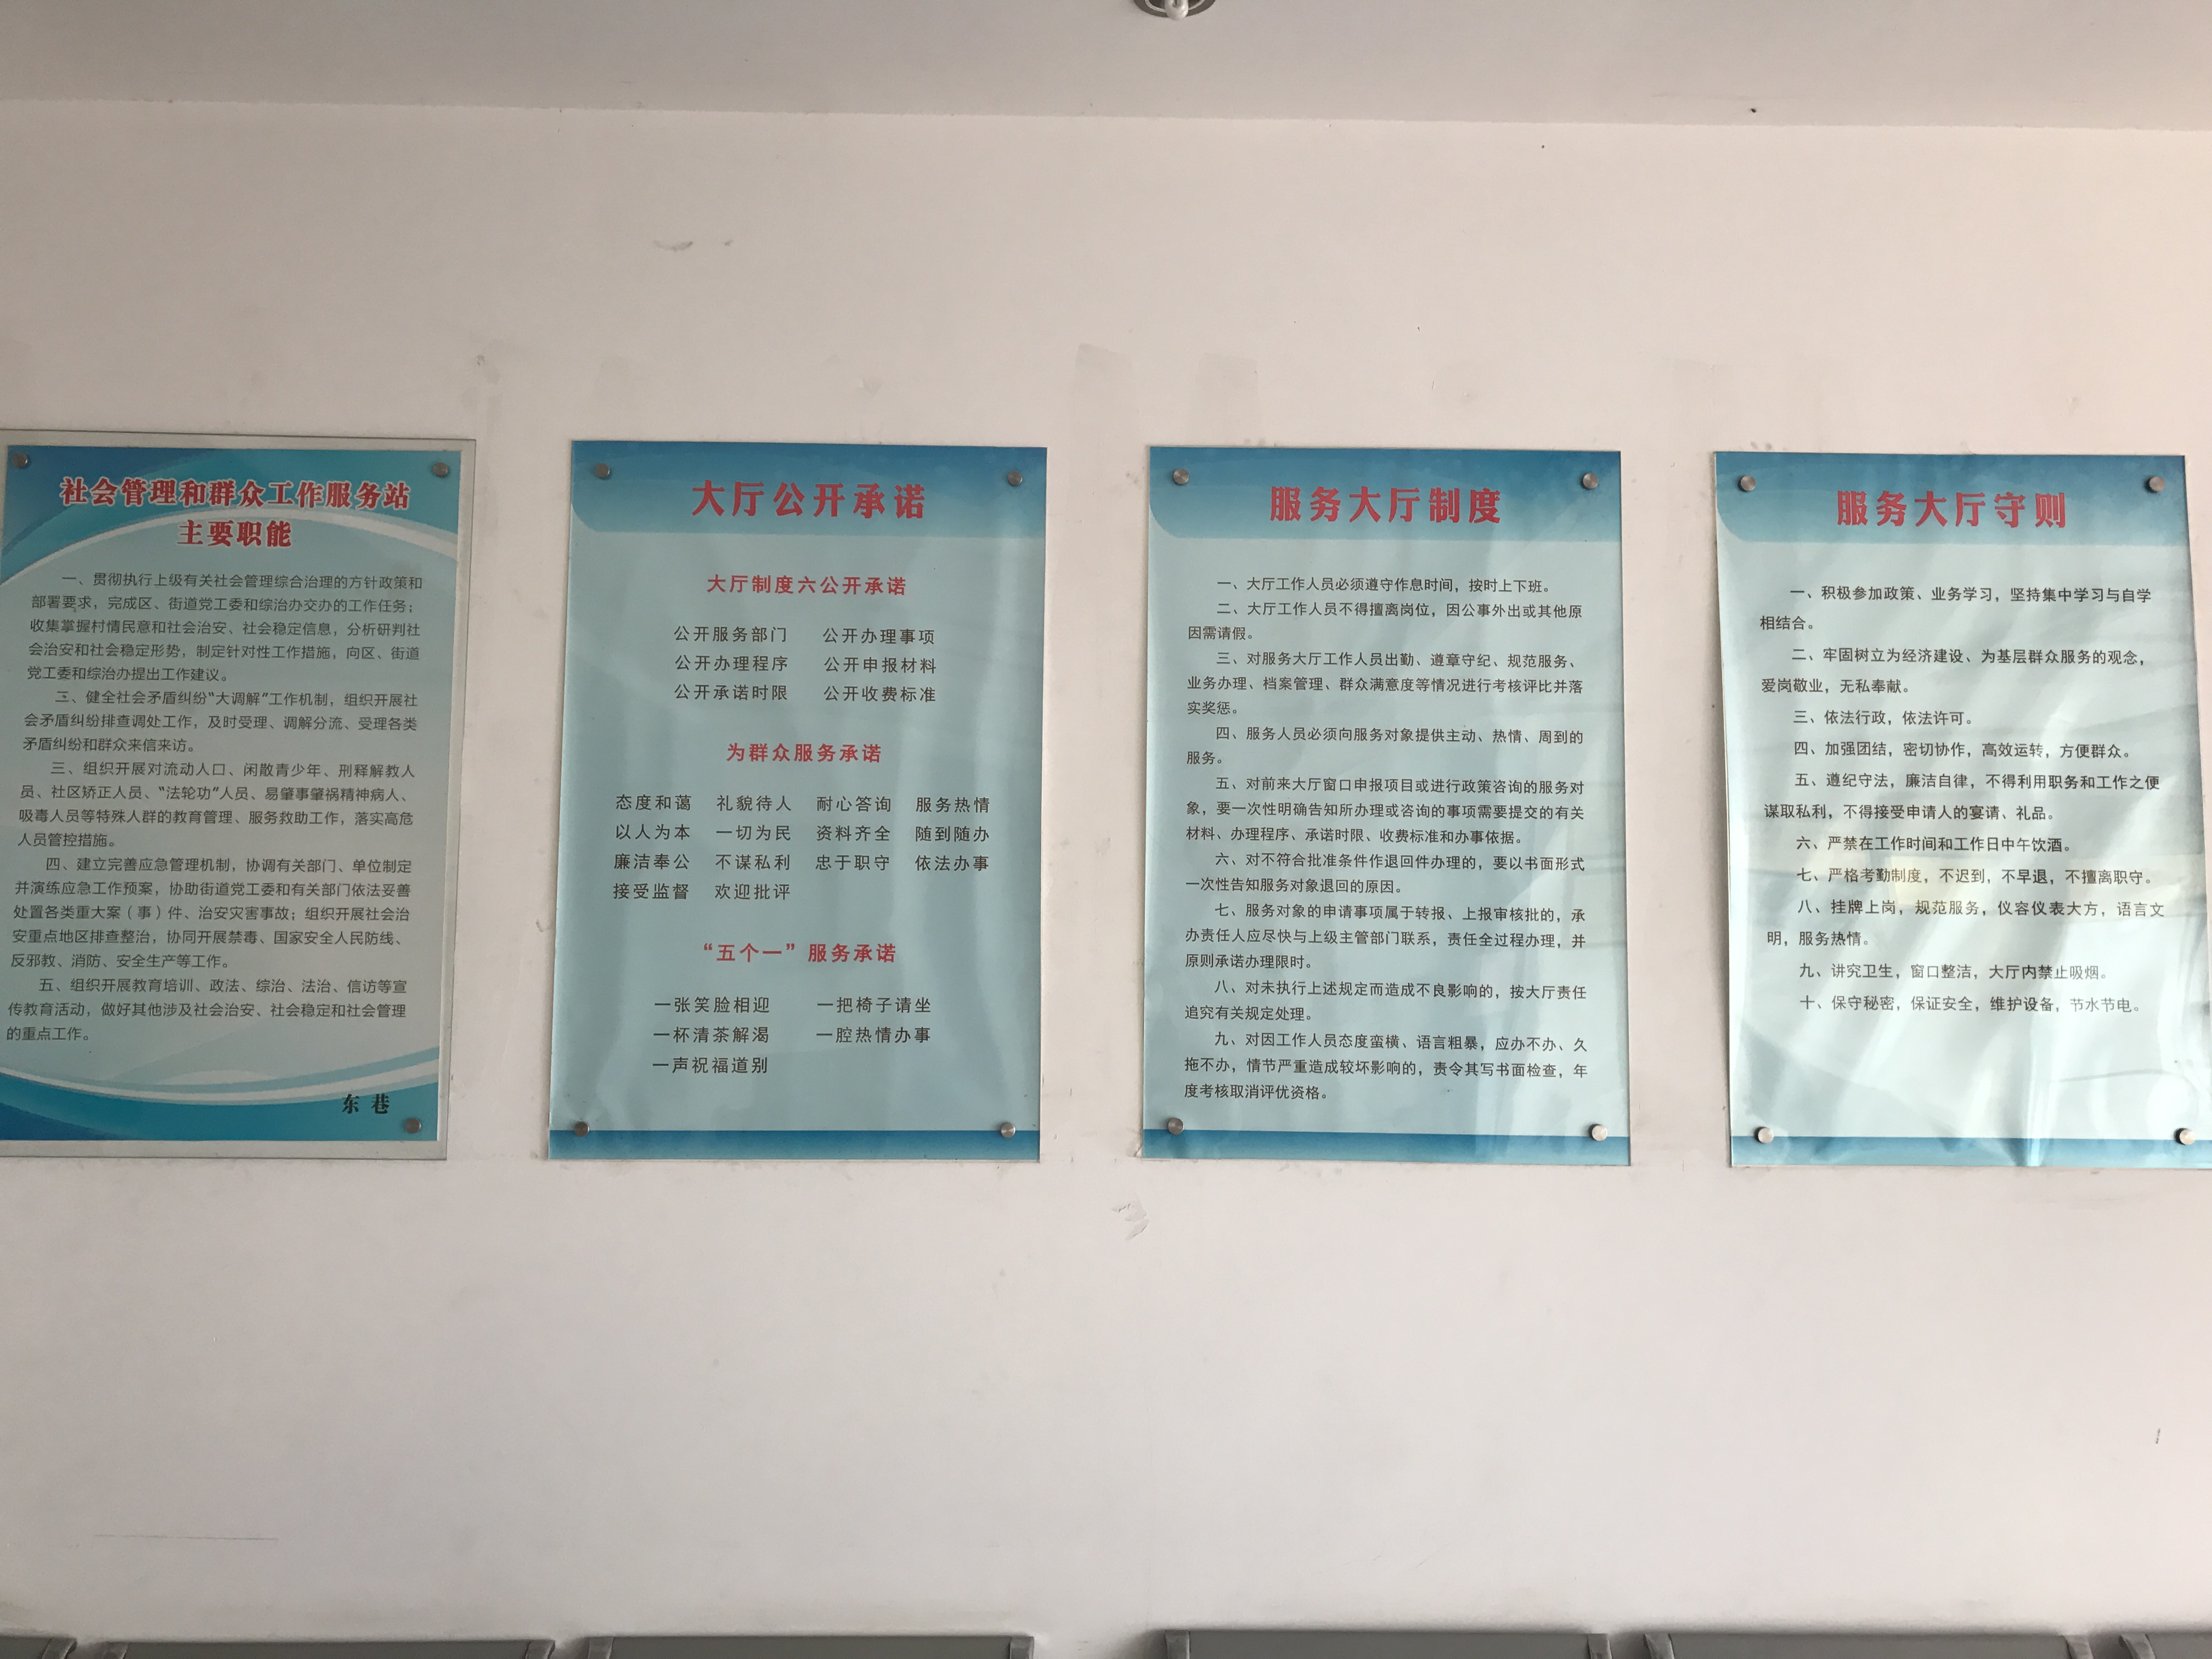 社会管理和群众工作服务站
主要职能
一、贯彻执行上级有关社会管理综合治理的方针政策和
部署要求，完成区、街道党工委和综治办交办的工作任务；
收集掌握村情民意和社会治安、社会稳定信息，分析研判社
会治安和社会稳定形势，制定针对性工作措施，向区、街道
党工委和综治办提出工作建议。
二、健全社会矛盾纠纷“大调解”工作机制，组织开展社
会矛盾纠纷排查调处工作，及时受理、调解分流、受理各类
矛盾纠纷和群众来信来访。
三、组织开展对流动人口、闲散青少年、刑释解教人
员、社区矫正人员、“法轮功”人员、易肇事肇祸精神病人、
吸毒人员等特殊人群的教育管理、服务救助工作，落实高危
人员管控措施。
四、建立完善应急管理机制，协调有关部门、单位制定
并演练应急工作预案，协助街道党工委和有关部门依法妥善
处置各类重大案（事）件、治安灾害事故；组织开展社会治
安重点地区排查整治，协同开展禁毒、国家安全人民防线、
反邪教、消防、安全生产等工作。
五、组织开展教育培训、政法、综治、法治、信访等宣
传教育活动，做好其他涉及社会治安、社会稳定和社会管理
的重点工作。
东 巷
大厅公开承诺
大厅制度六公开承诺
公开服务部门 公开办理事项
公开办理程序 公开申报材料
公开承诺时限 公开收费标准
为群众服务承诺
态度和蔼 礼貌待人 耐心答询 服务热情
以人为本 一切为民 资料齐全 随到随办
廉洁奉公 不谋私利 忠于职守 依法办事
接受监督 欢迎批评
“五个一”服务承诺
一张笑脸相迎 一把椅子请坐
一杯清茶解渴 一腔热情办事
一声祝福道别
服务大厅制度
一、大厅工作人员必须遵守作息时间，按时上下班。
二、大厅工作人员不得擅离岗位，因公事外出或其他原
因需请假。
三、对服务大厅工作人员出勤、遵章守纪、规范服务、
业务办理、档案管理、群众满意度等情况进行考核评比并落
实奖惩。
四、服务人员必须向服务对象提供主动、热情、周到的
服务。
五、对前来大厅窗口申报项目或进行政策咨询的服务对
象，要一次性明确告知所办理或咨询的事项需要提交的有关
材料、办理程序、承诺时限、收费标准和办事依据。
六、对不符合批准条件作退回件办理的，要以书面形式
一次性告知服务对象退回的原因。
七、服务对象的申请事项属于转报、上报审核批的，承
办责任人应尽快与上级主管部门联系，责任全过程办理，并
原则承诺办理限时。
八、对未执行上述规定而造成不良影响的，按大厅责任
追究有关规定处理。
九、对因工作人员态度蛮横、语言粗暴，应办不办、久
拖不办，情节严重造成较坏影响的，责令其写书面检查，年
度考核取消评优资格。
服务大厅守则
一、积极参加政策、业务学习，坚持集中学习与自学
相结合。
二、牢固树立为经济建设、为基层群众服务的观念，
爱岗敬业，无私奉献。
三、依法行政，依法许可。
四、加强团结，密切协作，高效运转，方便群众。
五、遵纪守法，廉洁自律，不得利用职务和工作之便
谋取私利，不得接受申请人的宴请、礼品。
六、严禁在工作时间和工作日中午饮酒。
七、严格考勤制度，不迟到，不早退，不擅离职守。
八、挂牌上岗，规范服务，仪容仪表大方，语言文
明，服务热情。
九、讲究卫生，窗口整洁，大厅内禁止吸烟。
十、保守秘密，保证安全，维护设备，节水节电。